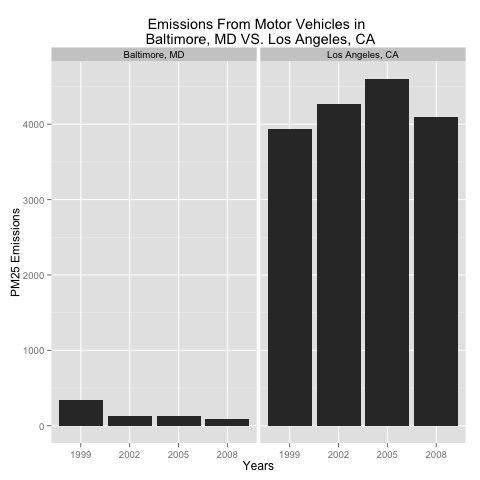 Emissions From Motor Vehicles in
Baltimore, MD VS. Los Angeles, CA
Baltimore, MD
Los Angeles, CA
PM25 Emissions
4000
3000
2000
1000
0
1999 2002 2005 2008
1999 2002 2005 2008
Years